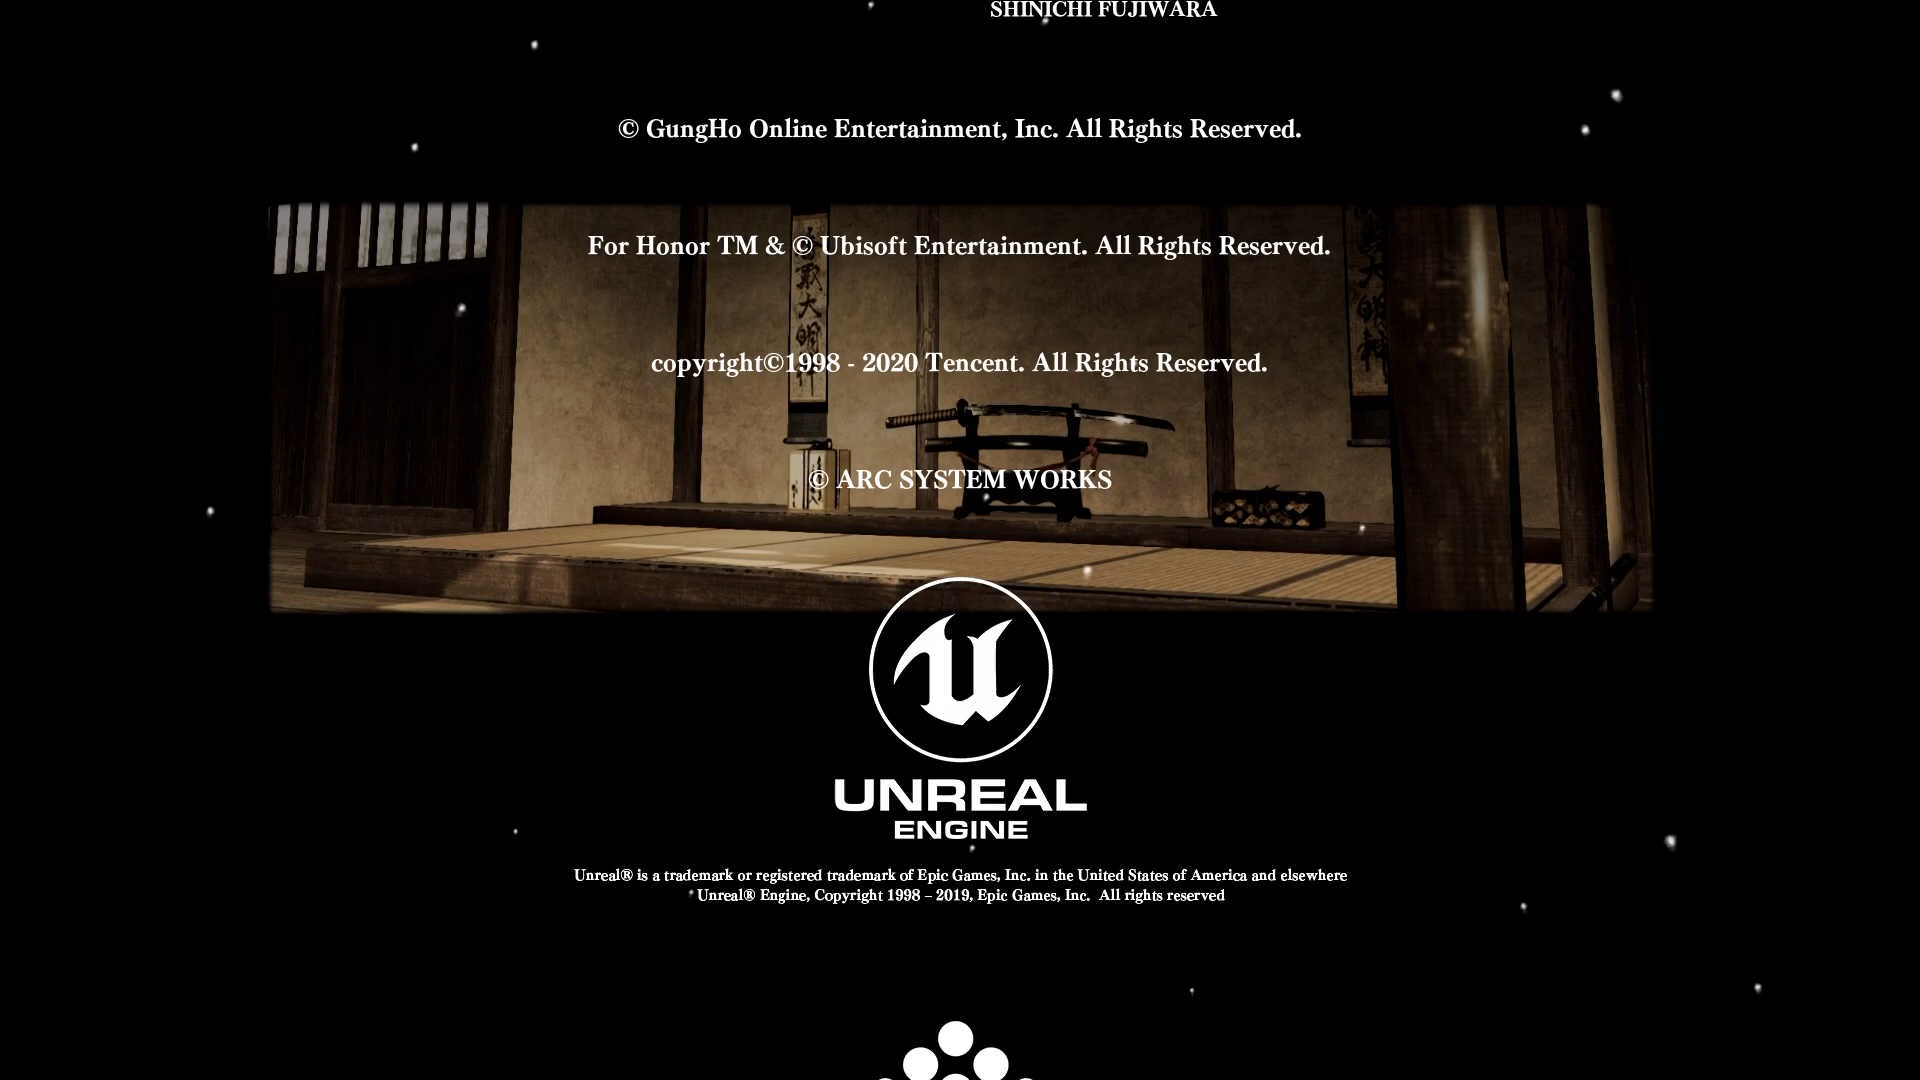 SHINICHI FUJIWARA
© GungHo Online Entertainment, Inc. All Rights Reserved.
For Honor TM & © Ubisoft Entertainment. All Rights Reserved.
取大明
copyright©1998 - 2020 Tencent. All Rights Reserved.
© ARC SYSTEM WORKS
UNREAL
ENGINE
Unreal® is a trademark or registered trademark of Epic Games, Inc. in the United States of America and elsewhere
Unreal® Engine, Copyright 1998 – 2019, Epic Games, Inc.  All rights reserved